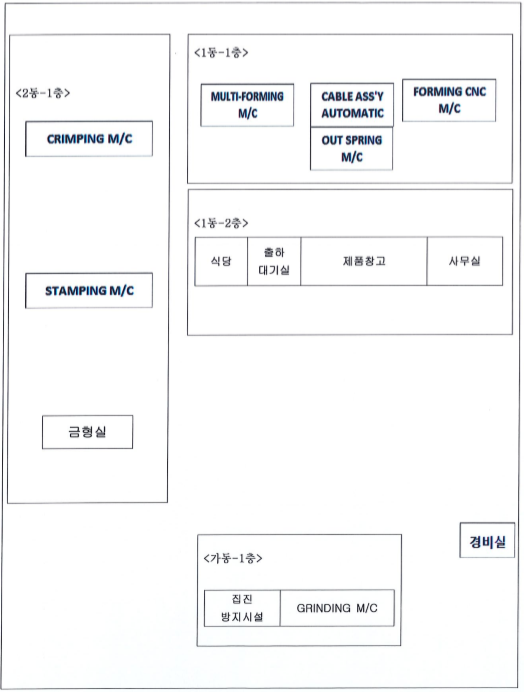 <2동-1층>
CRIMPING M/C
STAMPING M/C
금형실
<1동-1층>
MULTI-FORMING
M/C
CABLE ASS'Y
AUTOMATIC
OUT SPRING
M/C
FORMING CNC
M/C
<1동-2층>
식당
출하
대기실
제품창고
사무실
경비실
<가동-1층>
집진
방지시설
GRINDING M/C